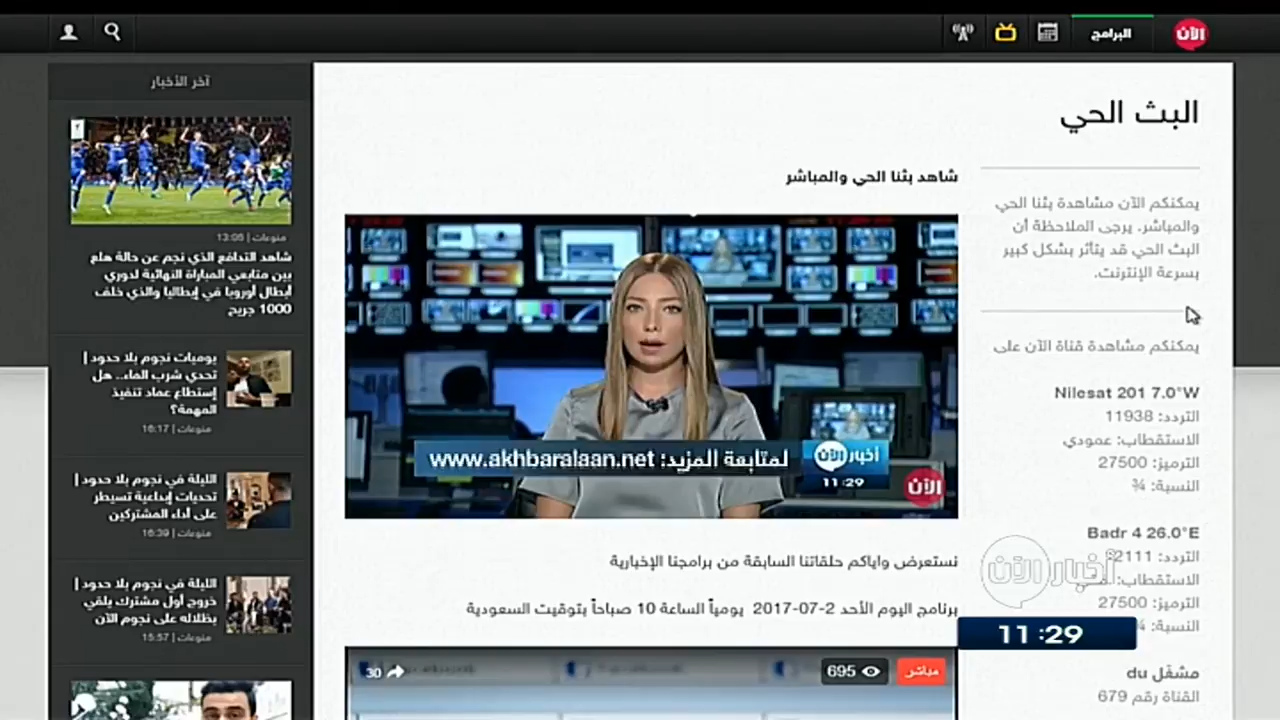 الآن
البرامج
البث الحي
يمكنكم الآن مشاهدة بثنا الحي
والمباشر. يرجى الملاحظة أن
البث الحي قد يتأثر بشكل كبير
بسرعة الإنترنت.
يمكنكم مشاهدة قناة الآن على
Nilesat 201 7.0°W
التردد: 11938
الاستقطاب: عمودي
الترميز: 27500
النسبة: ¾
Badr 4 26.0°E
التردد:
الاستقطاب:
الترميز: 27500
النسبة:
مشغّل du
القناة رقم 679
شاهد بثنا الحي والمباشر
لمتابعة المزيد: www.akhbaralaan.net
أخبار الآن
11:29
الآن
نستعرض واياكم حلقاتنا السابقة من برامجنا الإخبارية
برنامج اليوم الأحد 2-07-2017 يومياً الساعة 10 صباحاً بتوقيت السعودية
مباشر
695
30
أخبار الآن
11:29
آخر الأخبار
منوعات | 13:05
شاهد التدافع الذي نجم عن حالة هلع
بين متابعي المباراة النهائية لدوري
أبطال أوروبا في إيطاليا والذي خلف
1000 جريح
يوميات نجوم بلا حدود |
تحدي شرب الماء.. هل
إستطاع عماد تنفيذ
المهمة؟
منوعات | 16:17
الليلة في نجوم بلا حدود |
تحديات إبداعية تسيطر
على أداء المشتركين
منوعات | 16:39
الليلة في نجوم بلا حدود |
خروج أول مشترك يلقي
بظلاله على نجوم الآن
منوعات | 15:57